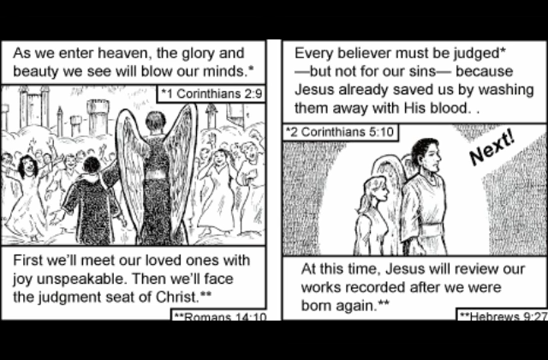 As we enter heaven, the glory and
beauty we see will blow our minds.*
*1 Corinthians 2:9
First we'll meet our loved ones with
joy unspeakable. Then we'll face
the judgment seat of Christ.**
**Romans 14:10
Every believer must be judged*
—but not for our sins— because
Jesus already saved us by washing
them away with His blood. .
*2 Corinthians 5:10
Next!
At this time, Jesus will review our
works recorded after we were
born again.**
**Hebrews 9:27